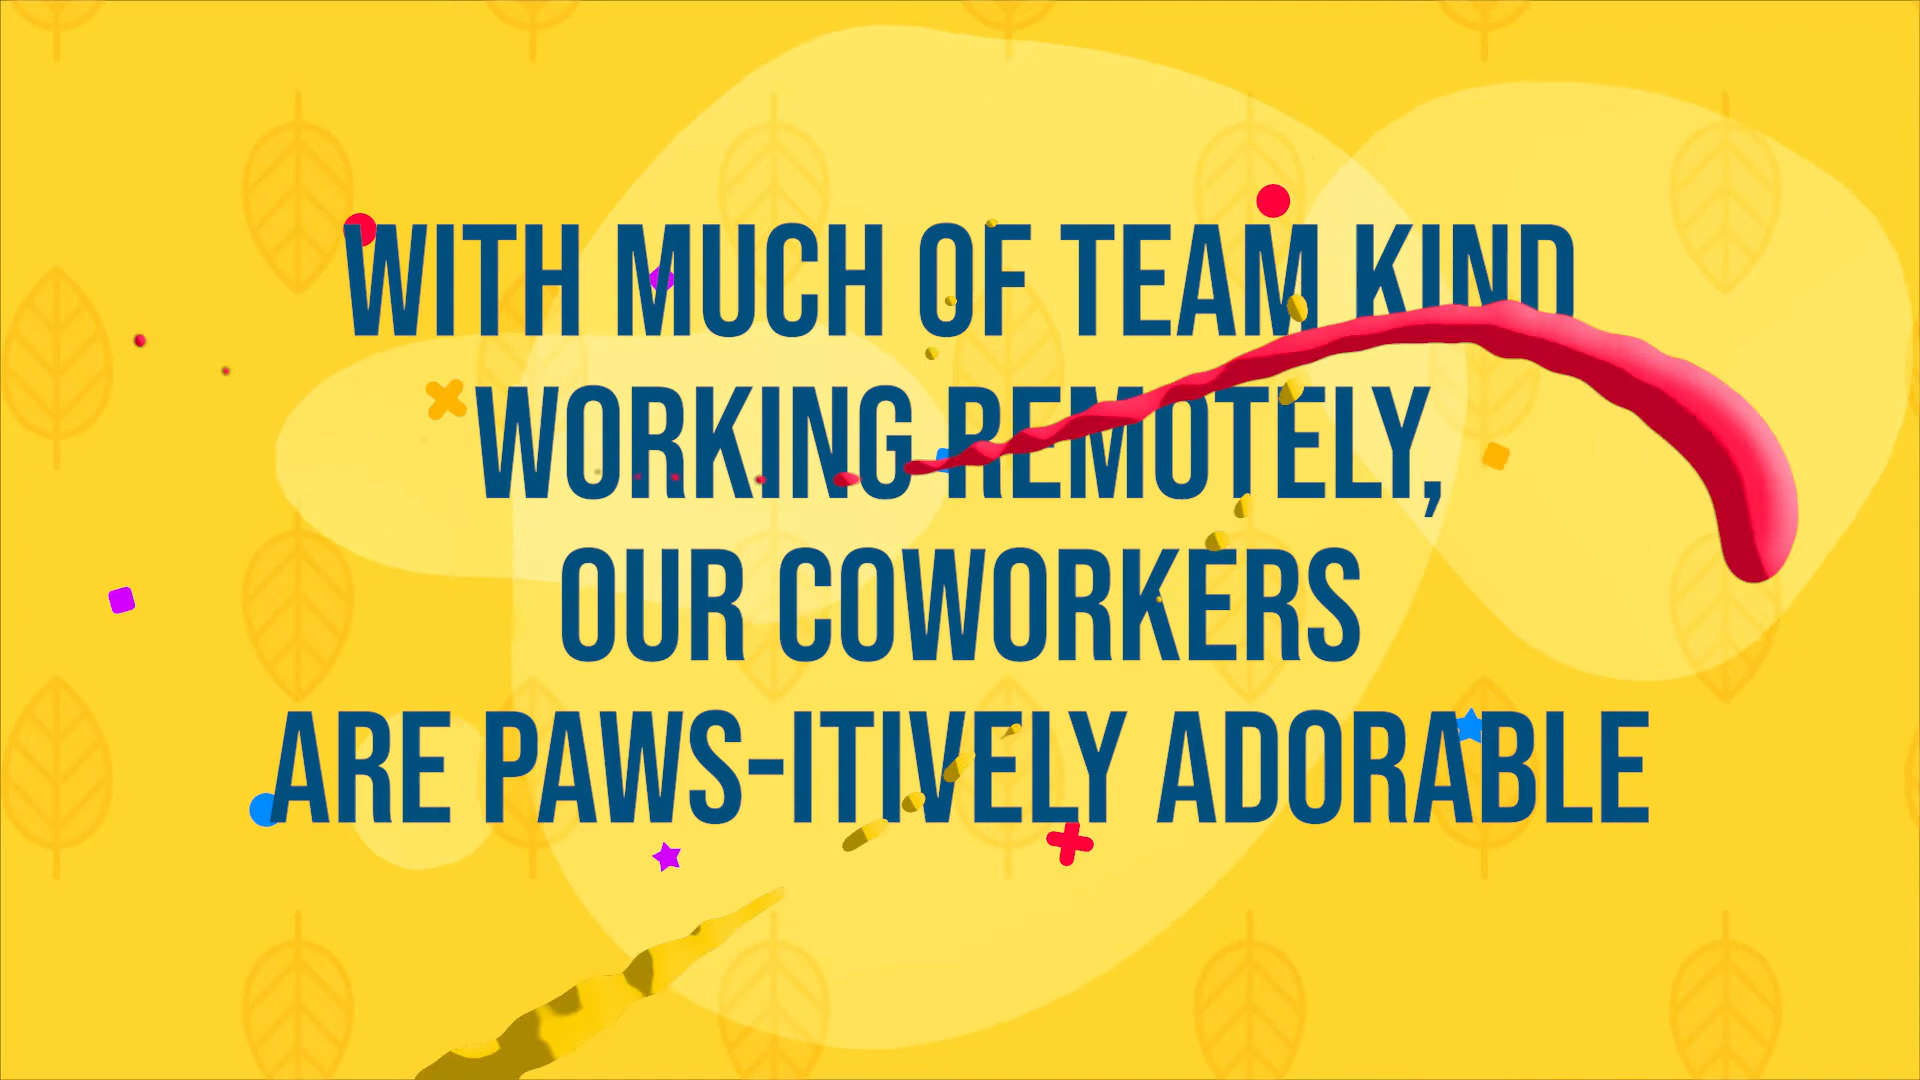 WITH MUCH OF TEAM KIND
WORKING REMOTELY,
OUR COWORKERS
ARE PAWS-ITIVELY ADORABLE